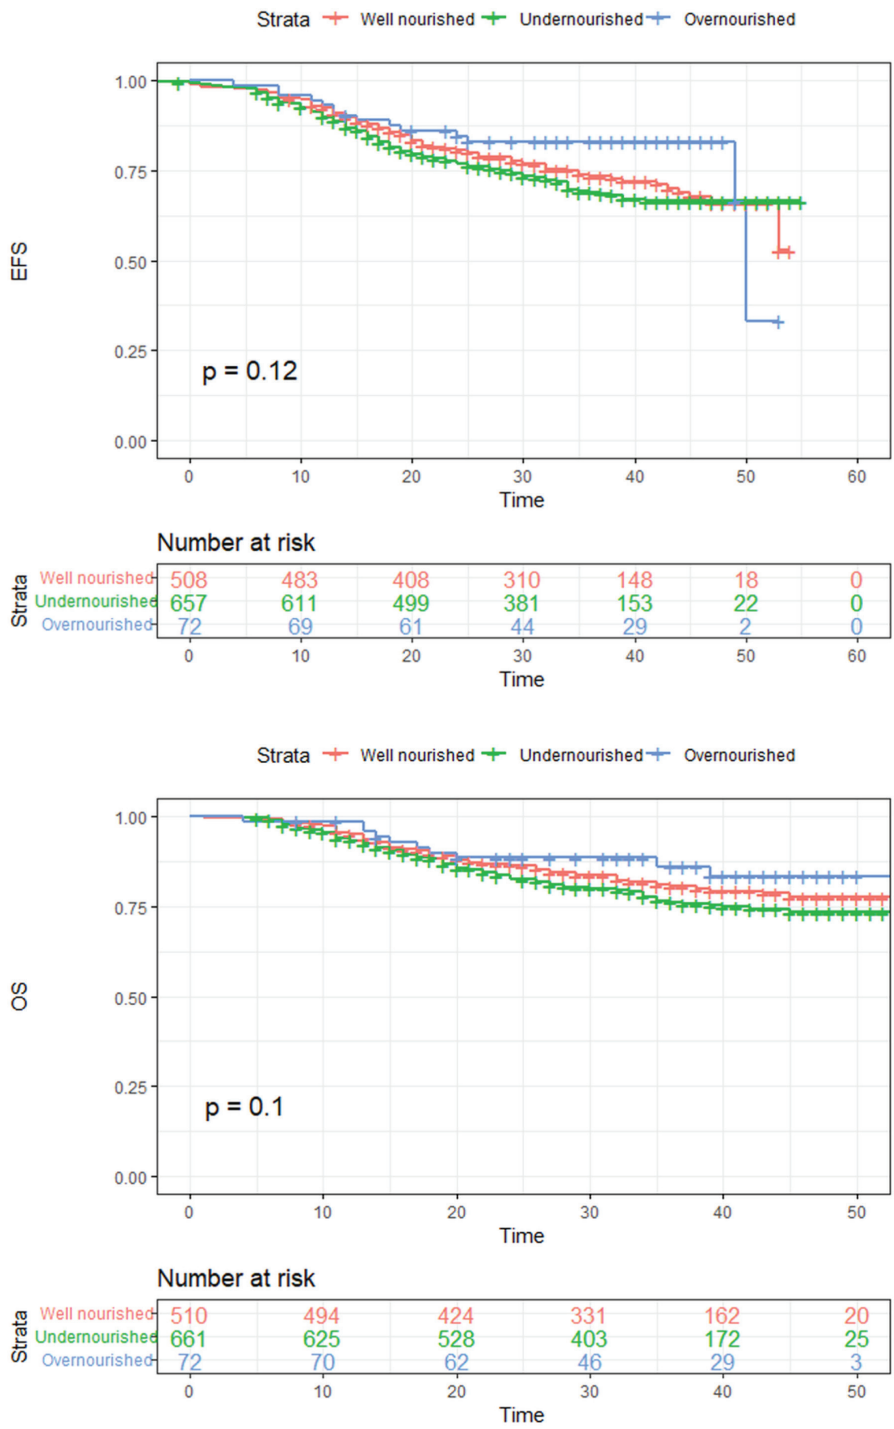 Strata Well nourished Undernourished Overnourished
1.00
0.75
0.50
0.25
0.00
EFS
p = 0.12
0 10 20 30 40 50 60
Time
Number at risk
Strata
Well nourished 508 483 408 310 148 18 0
Undernourished 657 611 499 381 153 22 0
Overnourished 72 69 61 44 29 2 0
0 10 20 30 40 50 60
Time
Strata Well nourished Undernourished Overnourished
1.00
0.75
0.50
0.25
0.00
OS
p = 0.1
0 10 20 30 40 50
Time
Number at risk
Strata
Well nourished 510 494 424 331 162 20
Undernourished 661 625 528 403 172 25
Overnourished 72 70 62 46 29 3
0 10 20 30 40 50
Time